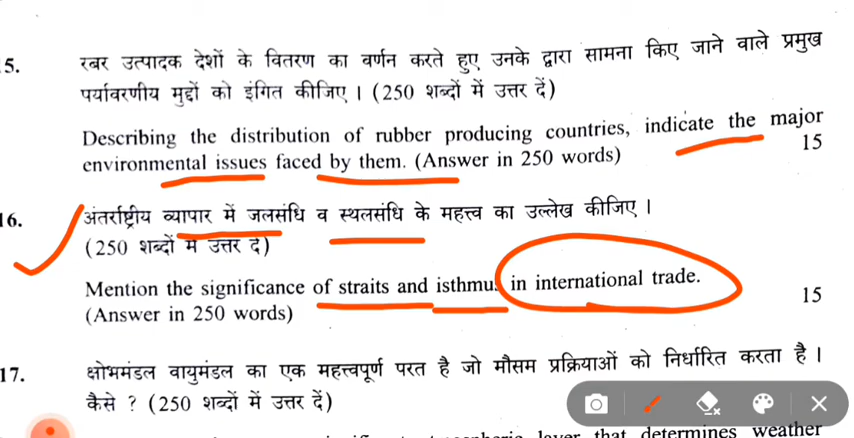 15. रबर उत्पादक देशों के वितरण का वर्णन करते हुए उनके द्वारा सामना किए जाने वाले प्रमुख
पर्यावरणीय मुद्दों को इंगित कीजिए । (250 शब्दों में उत्तर दें)
Describing the distribution of rubber producing countries, indicate the major
environmental issues faced by them. (Answer in 250 words) 15
16. अंतर्राष्ट्रीय व्यापार में जलसंधि व स्थलसंधि के महत्त्व का उल्लेख कीजिए ।
(250 शब्दों में उत्तर दें)
Mention the significance of straits and isthmus in international trade.
(Answer in 250 words) 15
17. क्षोभमंडल वायुमंडल का एक महत्त्वपूर्ण परत है जो मौसम प्रक्रियाओं को निर्धारित करता है ।
कैसे ? (250 शब्दों में उत्तर दें)
layer that determines weather